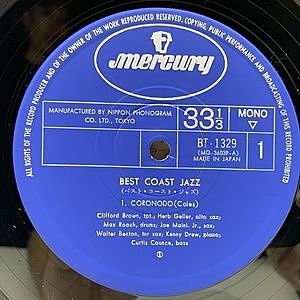 ALL RIGHTS OF THE RECORD PRODUCER AND OF THE OWNER OF THE WORK REPRODUCED RESERVED. COPYING, PUBLIC PERFORMANCE AND BROADCASTING OF THIS RECORD PROHIBITED
mercury
MANUFACTURED BY NIPPON PHONOGRAM
CO. LTD., TOKYO
33 1/3
MONO
▽
BT-1329
(MG-36039-A)
MADE IN JAPAN
1
BEST COAST JAZZ
(ベスト・コースト・ジャズ)
1. CORONODO(Coles)
Clifford Brown, tpt; Herb Geller, alto sax;
Max Roach, drums; Joe Maini, Jr. sax;
Walter Benton, ter sax; Kenny Drew, piano;
Curtis Counce, bass